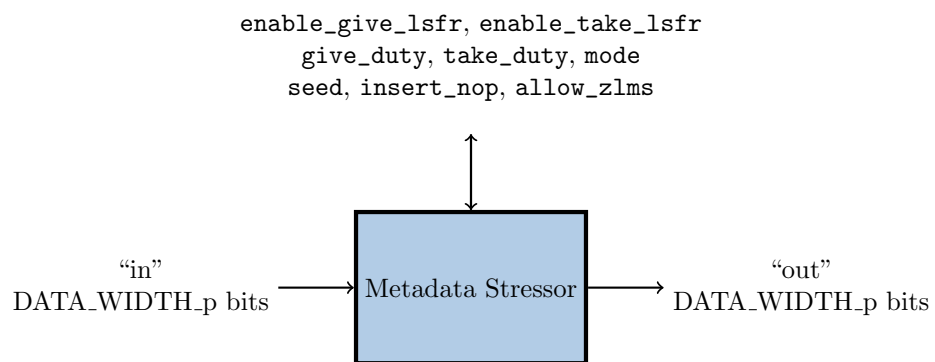 enable_give_lsfr, enable_take_lsfr
give_duty, take_duty, mode
seed, insert_nop, allow_zlms
“in”
DATA_WIDTH_p bits
Metadata Stressor
“out”
DATA_WIDTH_p bits